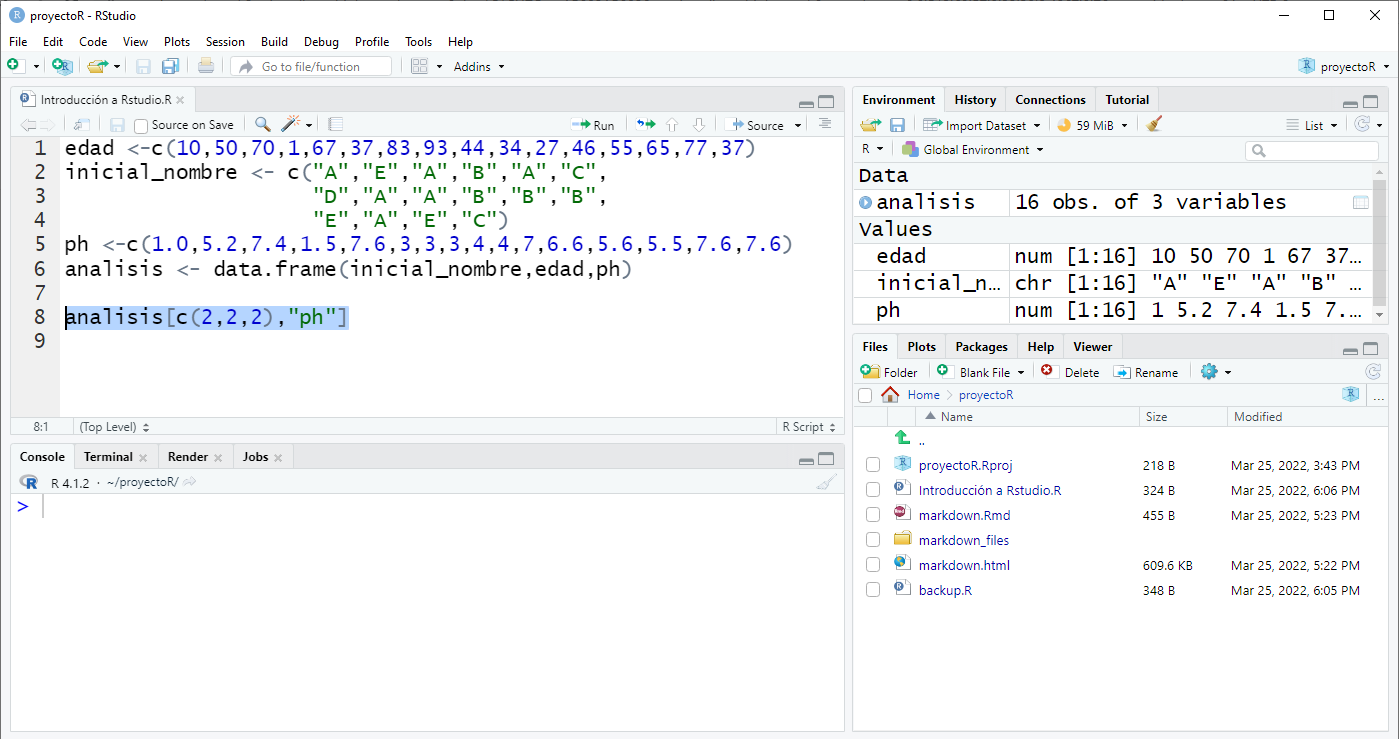 proyectoR - RStudio
File Edit Code View Plots Session Build Debug Profile Tools Help
Go to file/function Addins proyectoR
Introducción a Rstudio.R
Source on Save Run Source
1 edad <-c(10,50,70,1,67,37,83,93,44,34,27,46,55,65,77,37)
2 inicial_nombre <- c("A","E","A","B","A","C",
3 "D","A","A","B","B","B",
4 "E","A","E","C")
5 ph <-c(1.0,5.2,7.4,1.5,7.6,3,3,3,4,4,7,6.6,5.6,5.5,7.6,7.6)
6 analisis <- data.frame(inicial_nombre,edad,ph)
7
8 analisis[c(2,2,2),"ph"]
9
8:1 (Top Level) R Script
Console Terminal Render Jobs
R 4.1.2 · ~/proyectoR/
>
Environment History Connections Tutorial
Import Dataset 59 MiB List
R Global Environment
Data
analisis 16 obs. of 3 variables
Values
edad num [1:16] 10 50 70 1 67 37…
inicial_n… chr [1:16] "A" "E" "A" "B" …
ph num [1:16] 1 5.2 7.4 1.5 7.…
Files Plots Packages Help Viewer
Folder Blank File Delete Rename
Home proyectoR ...
Name Size Modified
..
proyectoR.Rproj 218 B Mar 25, 2022, 3:43 PM
Introducción a Rstudio.R 324 B Mar 25, 2022, 6:06 PM
markdown.Rmd 455 B Mar 25, 2022, 5:23 PM
markdown_files
markdown.html 609.6 KB Mar 25, 2022, 5:22 PM
backup.R 348 B Mar 25, 2022, 6:05 PM